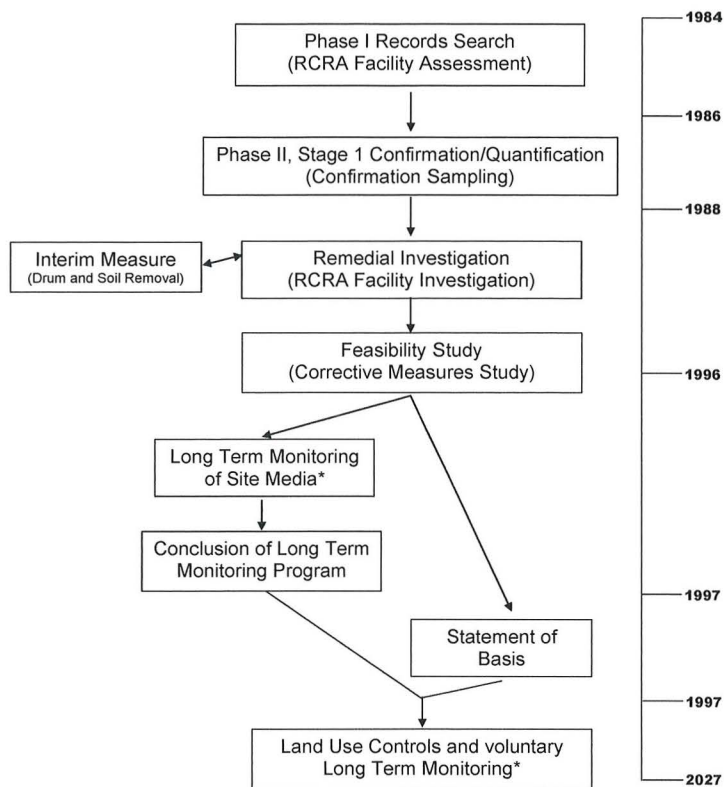 1984
Phase I Records Search
(RCRA Facility Assessment)
1986
Phase II, Stage 1 Confirmation/Quantification
(Confirmation Sampling)
1988
Interim Measure
(Drum and Soil Removal)
Remedial Investigation
(RCRA Facility Investigation)
Feasibility Study
(Corrective Measures Study)
1996
Long Term Monitoring
of Site Media*
Conclusion of Long Term
Monitoring Program
1997
Statement of
Basis
1997
Land Use Controls and voluntary
Long Term Monitoring*
2027